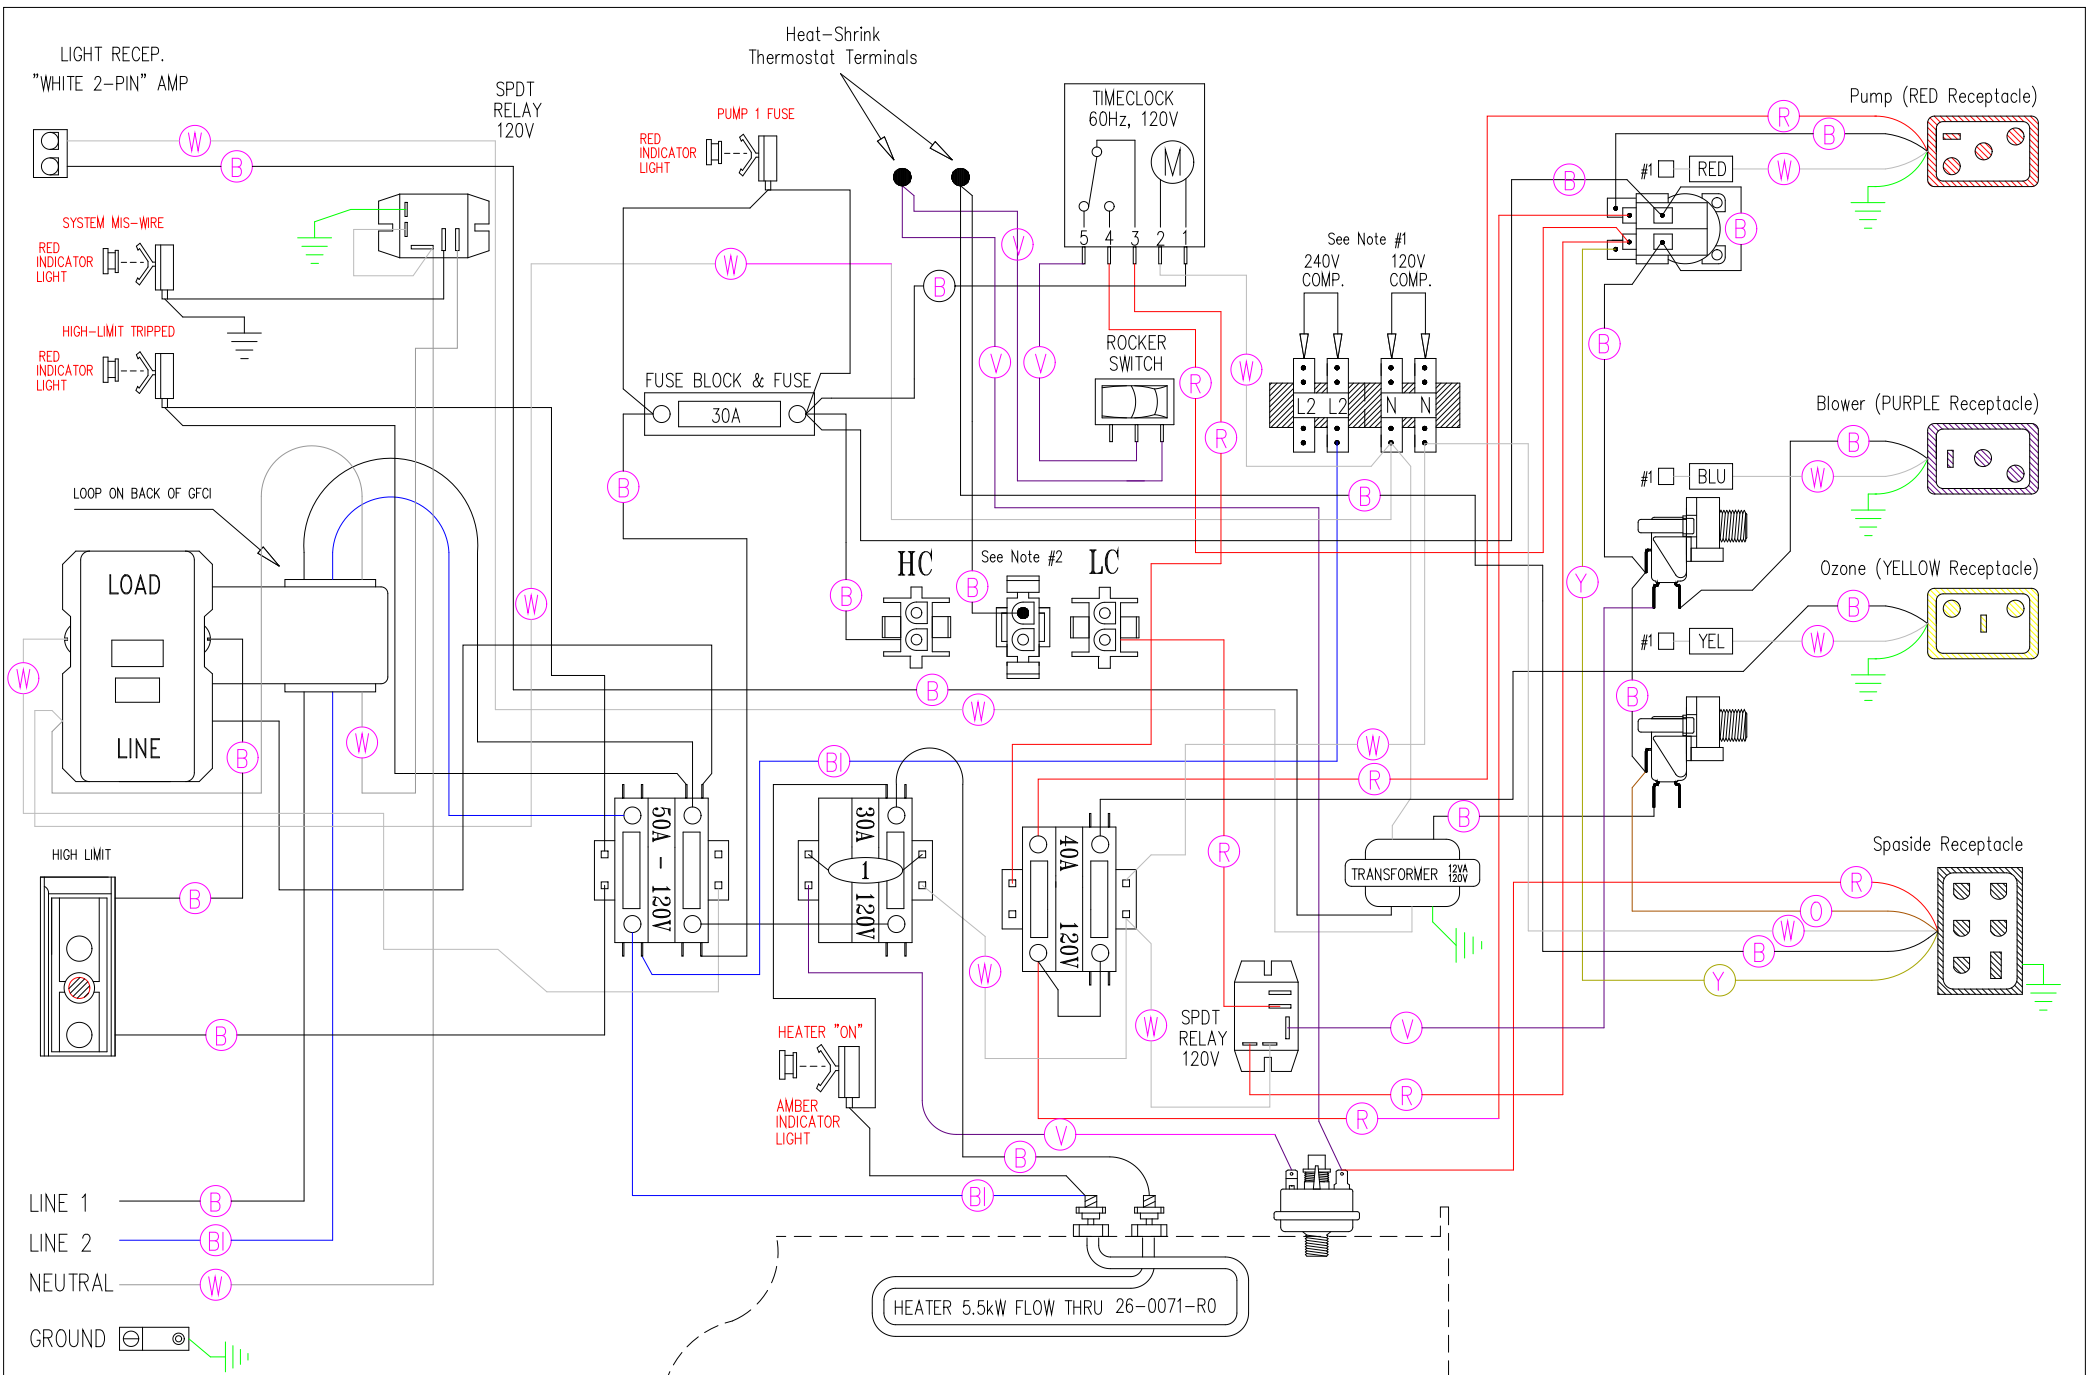 LIGHT RECEP.
"WHITE 2-PIN" AMP
SPDT
RELAY
120V
W
B
SYSTEM MIS-WIRE
RED
INDICATOR
LIGHT
HIGH-LIMIT TRIPPED
RED
INDICATOR
LIGHT
LOOP ON BACK OF GFCI
LOAD
LINE
W
B
W
HIGH LIMIT
B
B
LINE 1
B
LINE 2
Bl
NEUTRAL
W
GROUND
Heat-Shrink
Thermostat Terminals
PUMP 1 FUSE
RED
INDICATOR
LIGHT
W
FUSE BLOCK & FUSE
30A
B
W
B
V
V
V
TIMECLOCK
60Hz, 120V
M
5 4 3 2 1
ROCKER
SWITCH
R
W
R
See Note #1
240V
COMP.
120V
COMP.
L2 L2 N N
B
HC
See Note #2
LC
B
B
B
W
Bl
W
R
50A - 120V
30A 120V
1
40A 120V
R
W
W
HEATER "ON"
AMBER
INDICATOR
LIGHT
V
B
Bl
SPDT
RELAY
120V
V
R
R
B
TRANSFORMER 12VA
120V
HEATER 5.5kW FLOW THRU 26-0071-R0
Pump (RED Receptacle)
R
B
#1 RED W
B
B
B
Blower (PURPLE Receptacle)
B
#1 BLU W
Ozone (YELLOW Receptacle)
Y
B
#1 YEL W
B
Spaside Receptacle
R
O
W
B
Y